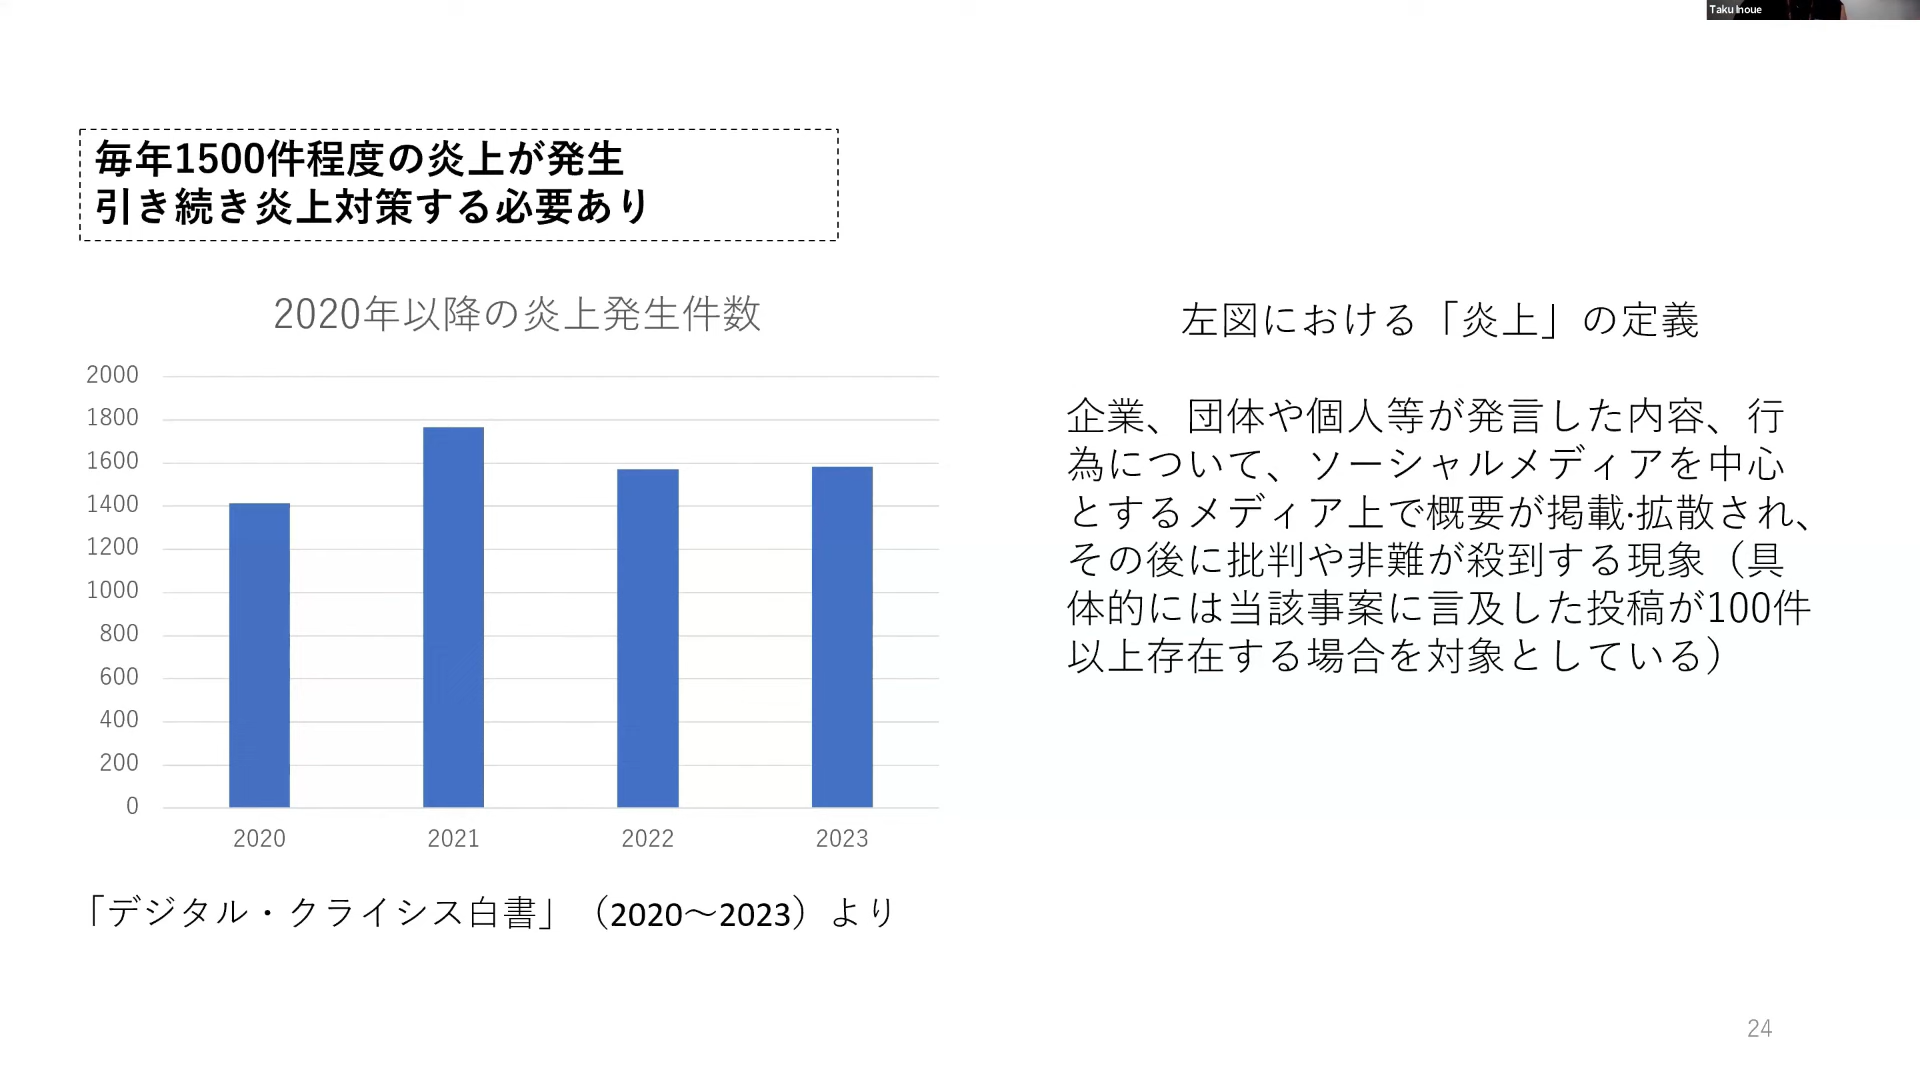 Taku Inoue
毎年1500件程度の炎上が発生
引き続き炎上対策する必要あり
2020年以降の炎上発生件数
2000
1800
1600
1400
1200
1000
800
600
400
200
0
2020 2021 2022 2023
「デジタル・クライシス白書」（2020～2023）より
左図における「炎上」の定義
企業、団体や個人等が発言した内容、行
為について、ソーシャルメディアを中心
とするメディア上で概要が掲載·拡散され、
その後に批判や非難が殺到する現象（具
体的には当該事案に言及した投稿が100件
以上存在する場合を対象としている）
24